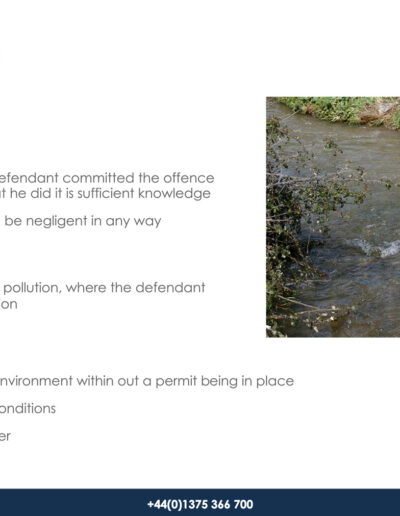 efendant committed the offence
t he did it is sufficient knowledge
be negligent in any way
pollution, where the defendant
on
nvironment within out a permit being in place
onditions
er
+44(0)1375 366 700